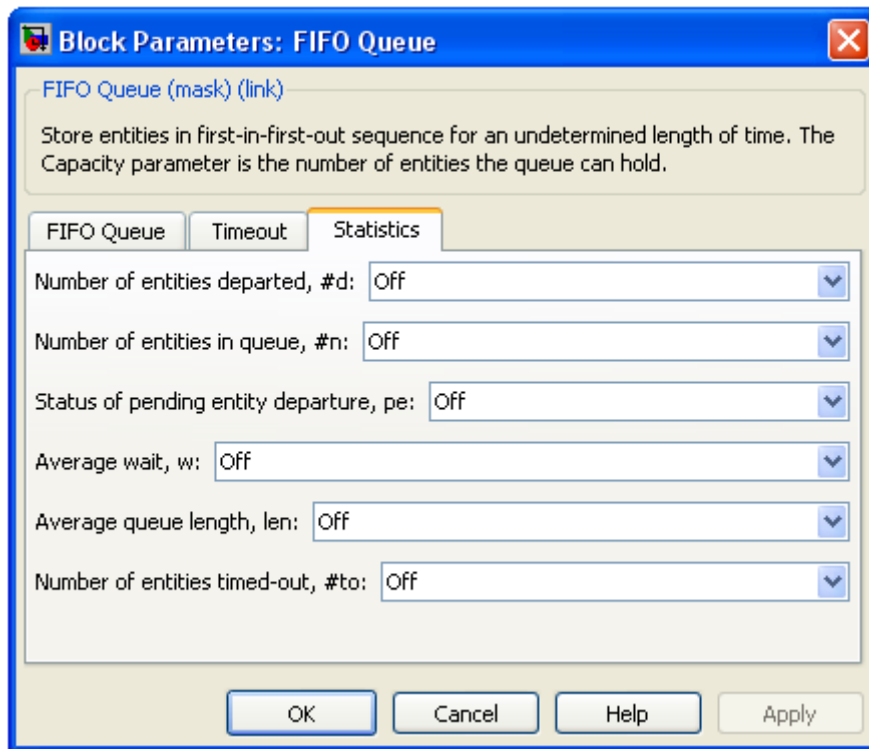 Block Parameters: FIFO Queue
FIFO Queue (mask) (link)
Store entities in first-in-first-out sequence for an undetermined length of time. The
Capacity parameter is the number of entities the queue can hold.
FIFO Queue Timeout Statistics
Number of entities departed, #d: Off
Number of entities in queue, #n: Off
Status of pending entity departure, pe: Off
Average wait, w: Off
Average queue length, len: Off
Number of entities timed-out, #to: Off
OK Cancel Help Apply